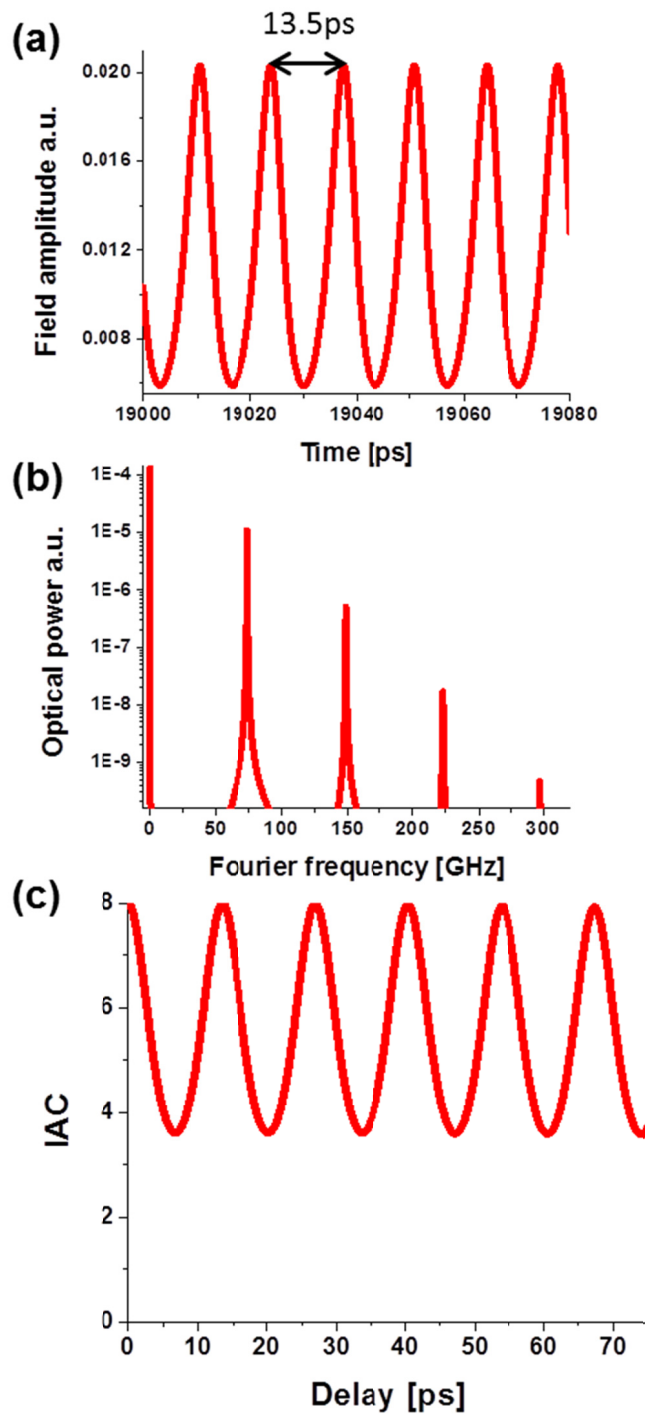 (a)
13.5ps
0.020
0.016
0.012
0.008
Field amplitude a.u.
19000 19020 19040 19060 19080
Time [ps]
(b)
1E-4
1E-5
1E-6
1E-7
1E-8
1E-9
Optical power a.u.
0 50 75 100 150 200 250 300
Fourier frequency [GHz]
(c)
8
6
4
2
0
IAC
0 10 20 30 40 50 60 70
Delay [ps]